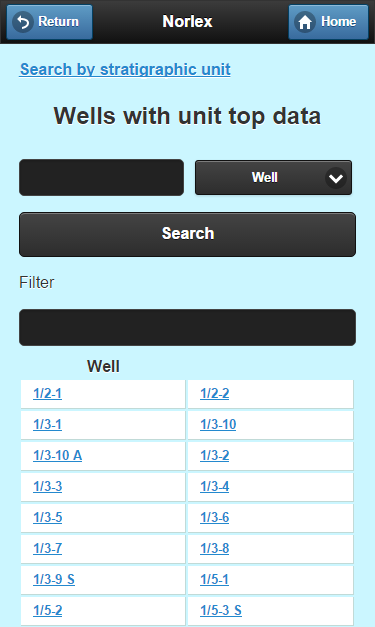 Return Norlex Home
Search by stratigraphic unit
Wells with unit top data
Well
Search
Filter
Well
1/2-1 1/2-2
1/3-1 1/3-10
1/3-10 A 1/3-2
1/3-3 1/3-4
1/3-5 1/3-6
1/3-7 1/3-8
1/3-9 S 1/5-1
1/5-2 1/5-3 S